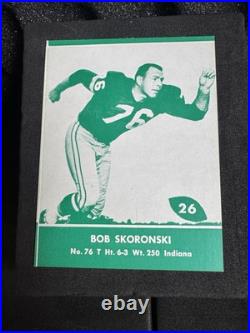 76
26
BOB SKORONSKI
No. 76 T Ht. 6-3 Wt. 250 Indiana